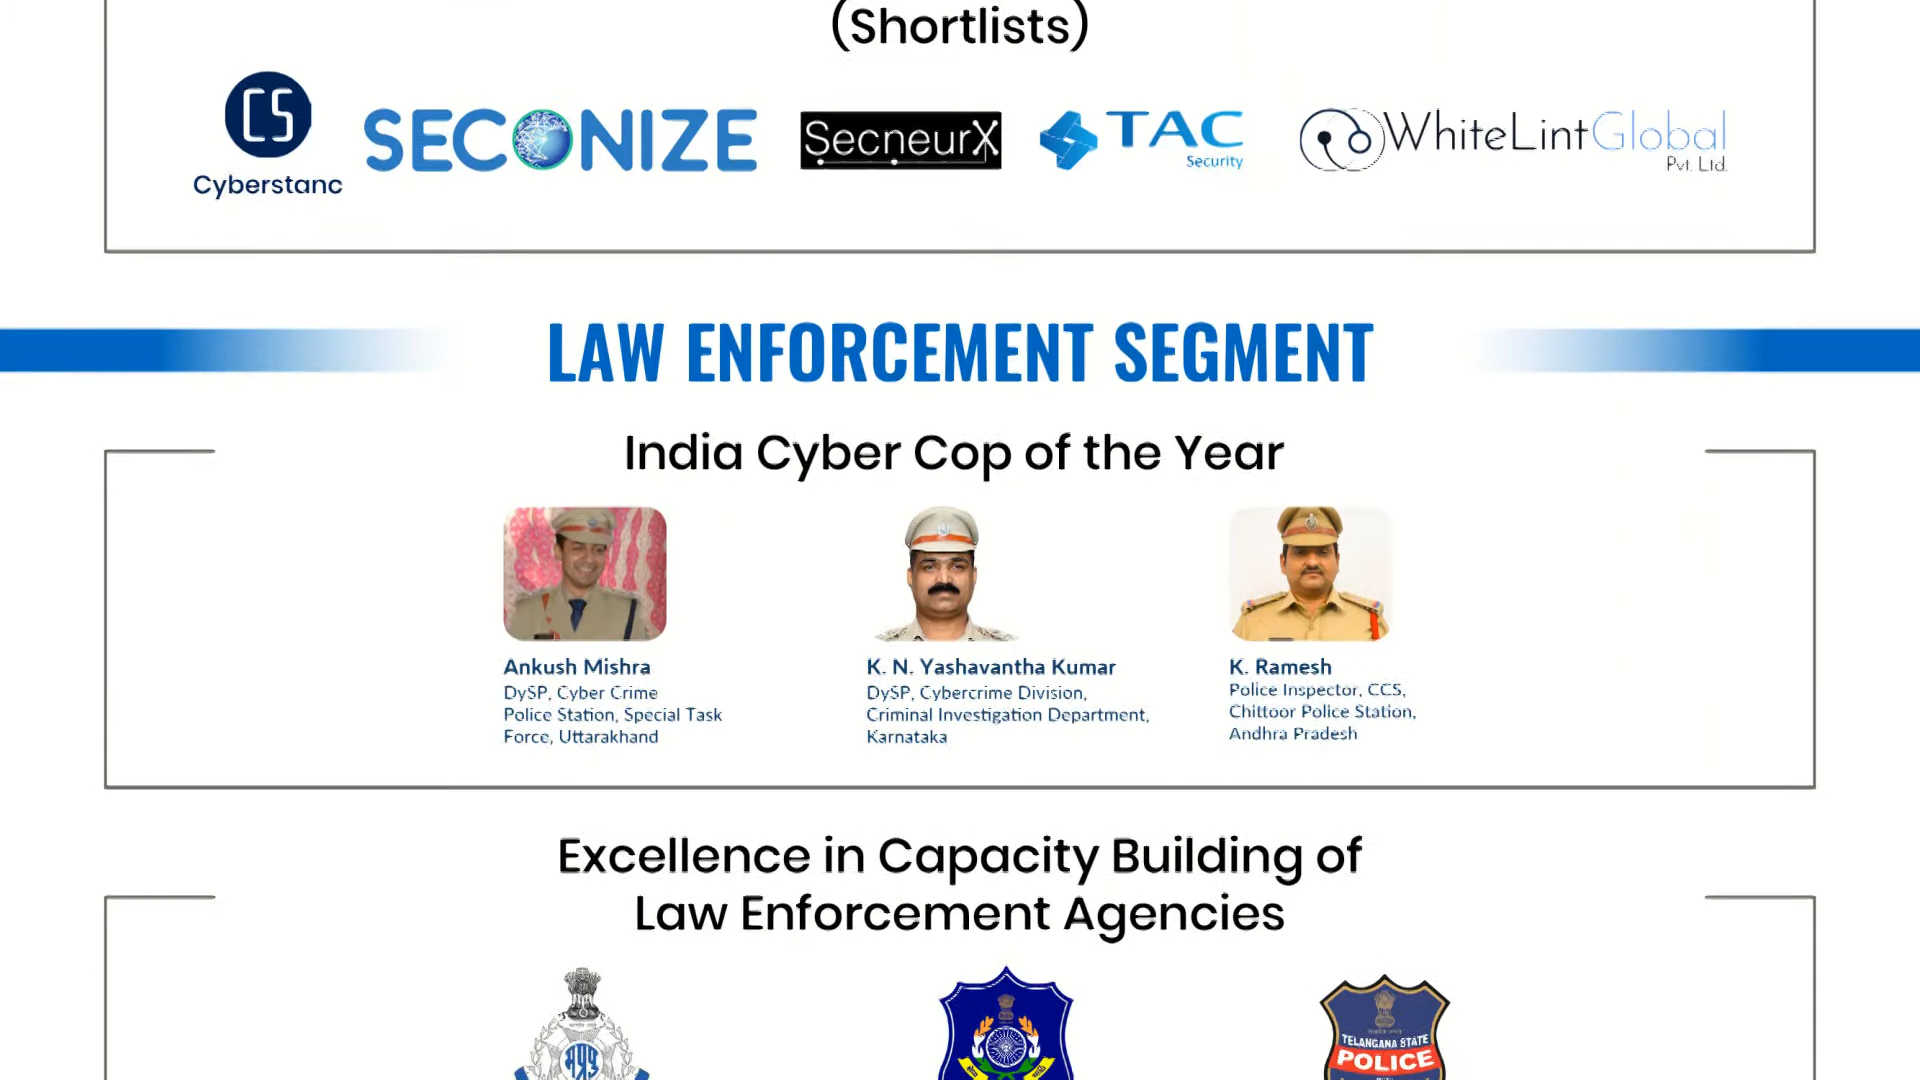 (Shortlists)
CS
Cyberstanc
SECONIZE
SecneurX
TAC
Security
WhiteLintGlobal
Pvt. Ltd.
LAW ENFORCEMENT SEGMENT
India Cyber Cop of the Year
Ankush Mishra
DySP, Cyber Crime
Police Station, Special Task
Force, Uttarakhand
K. N. Yashavantha Kumar
DySP, Cybercrime Division,
Criminal Investigation Department,
Karnataka
K. Ramesh
Police Inspector, CCS,
Chittoor Police Station,
Andhra Pradesh
Excellence in Capacity Building of
Law Enforcement Agencies
TELANGANA STATE
POLICE